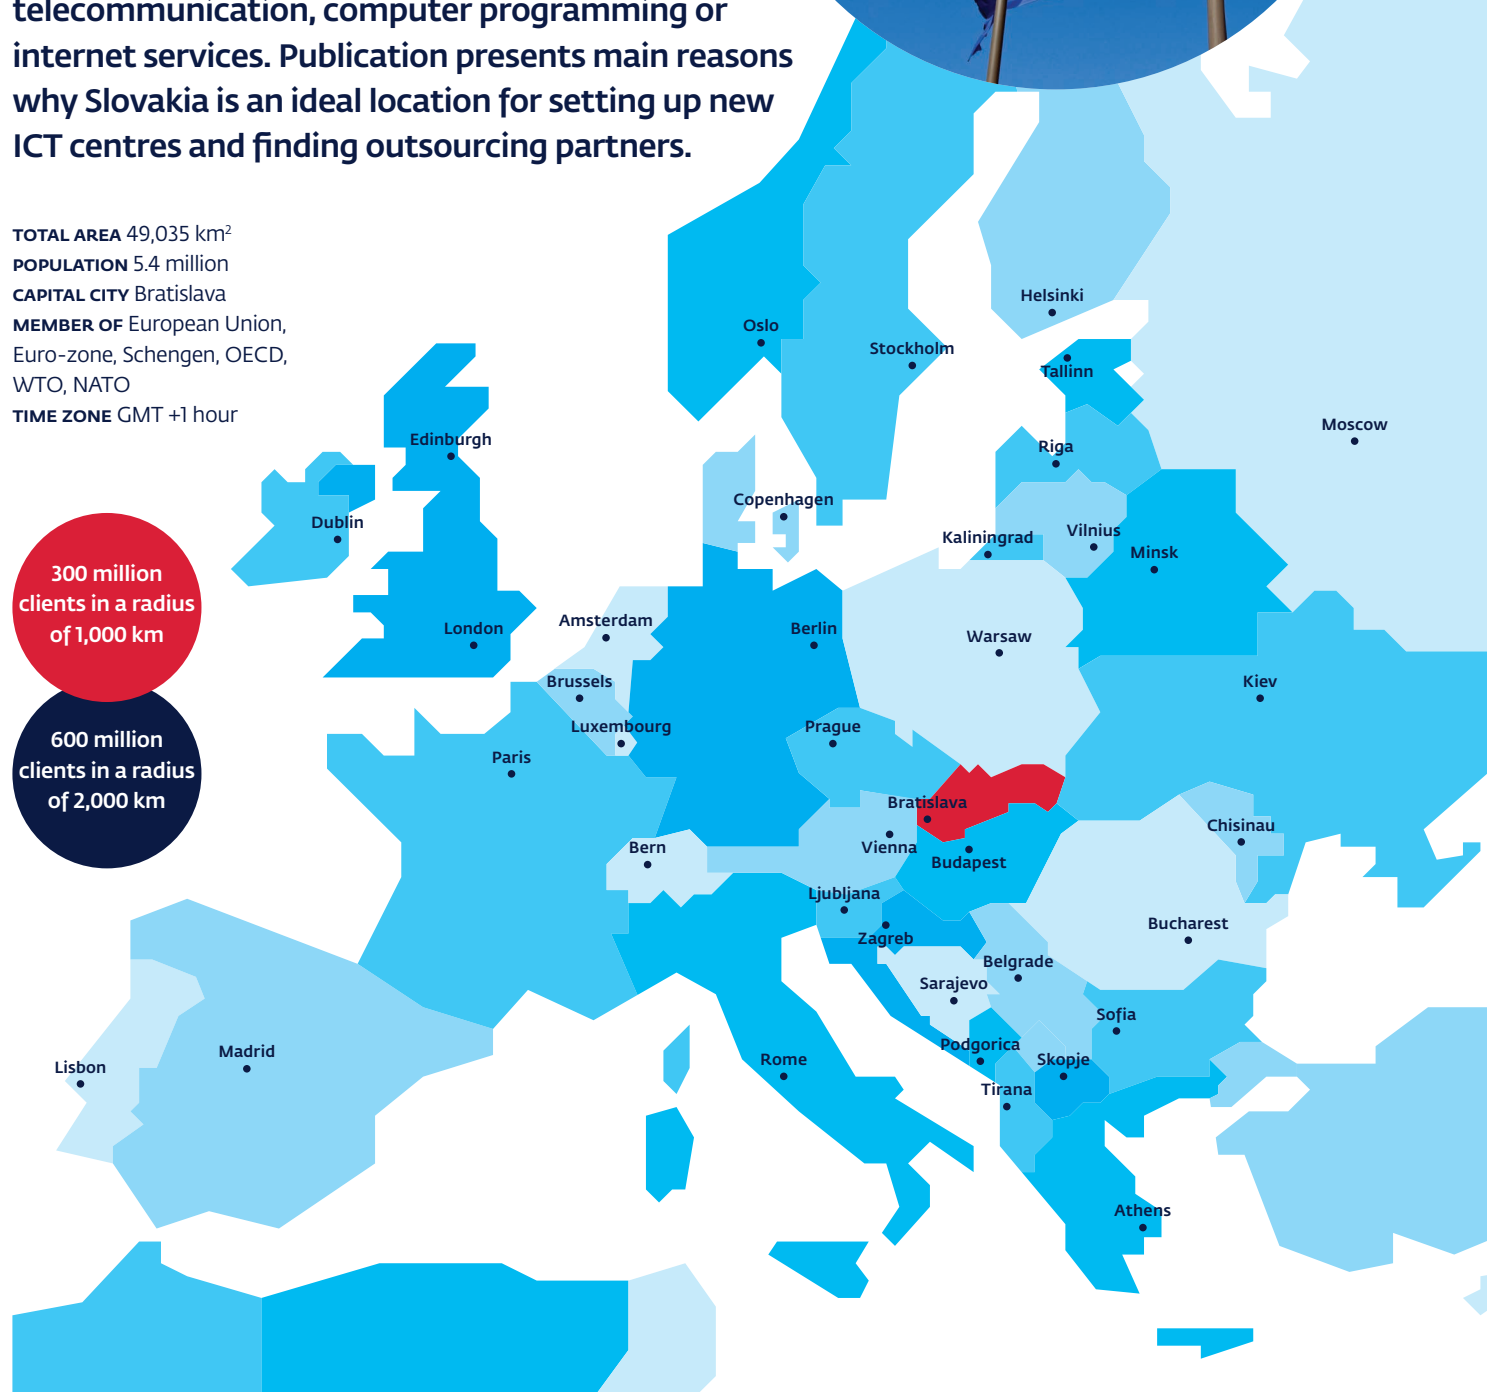 telecommunication, computer programming or
internet services. Publication presents main reasons
why Slovakia is an ideal location for setting up new
ICT centres and finding outsourcing partners.
TOTAL AREA 49,035 km²
POPULATION 5.4 million
CAPITAL CITY Bratislava
MEMBER OF European Union,
Euro-zone, Schengen, OECD,
WTO, NATO
TIME ZONE GMT +1 hour
300 million
clients in a radius
of 1,000 km
600 million
clients in a radius
of 2,000 km
Helsinki
Oslo
Stockholm
Tallinn
Moscow
Edinburgh
Riga
Copenhagen
Dublin
Vilnius
Kaliningrad
Minsk
Amsterdam
London
Berlin
Warsaw
Brussels
Kiev
Luxembourg
Prague
Paris
Bratislava
Chisinau
Bern
Vienna
Budapest
Ljubljana
Bucharest
Zagreb
Belgrade
Sarajevo
Sofia
Podgorica
Madrid
Skopje
Rome
Lisbon
Tirana
Athens